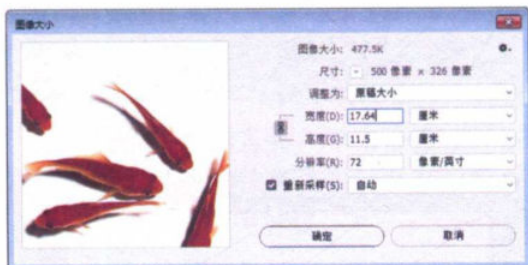 图像大小
图像大小: 477.5K
尺寸: 500 像素 × 326 像素
调整为: 原稿大小
宽度(D): 17.64 厘米
高度(G): 11.5 厘米
分辨率(R): 72 像素/英寸
重新采样(S): 自动
确定 取消